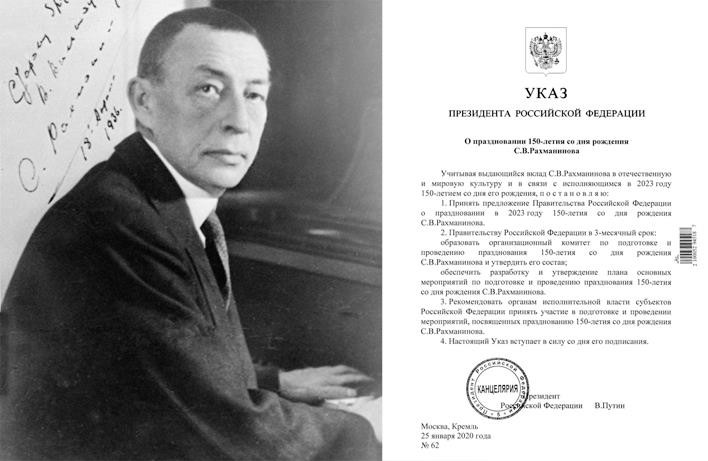 С. Рахманинов
1936.
УКАЗ
ПРЕЗИДЕНТА РОССИЙСКОЙ ФЕДЕРАЦИИ
О праздновании 150-летия со дня рождения
С.В.Рахманинова
Учитывая выдающийся вклад С.В.Рахманинова в отечественную
и мировую культуру и в связи с исполняющимся в 2023 году
150-летием со дня его рождения, п о с т а н о в л я ю:
1. Принять предложение Правительства Российской Федерации
о праздновании в 2023 году 150-летия со дня рождения
С.В.Рахманинова.
2. Правительству Российской Федерации в 3-месячный срок:
образовать организационный комитет по подготовке и
проведению празднования 150-летия со дня рождения
С.В.Рахманинова и утвердить его состав;
обеспечить разработку и утверждение плана основных
мероприятий по подготовке и проведению празднования 150-летия
со дня рождения С.В.Рахманинова.
3. Рекомендовать органам исполнительной власти субъектов
Российской Федерации принять участие в подготовке и проведении
мероприятий, посвященных празднованию 150-летия со дня рождения
С.В.Рахманинова.
4. Настоящий Указ вступает в силу со дня его подписания.
КАНЦЕЛЯРИЯ
Президент
Российской Федерации В.Путин
Москва, Кремль
25 января 2020 года
№ 62